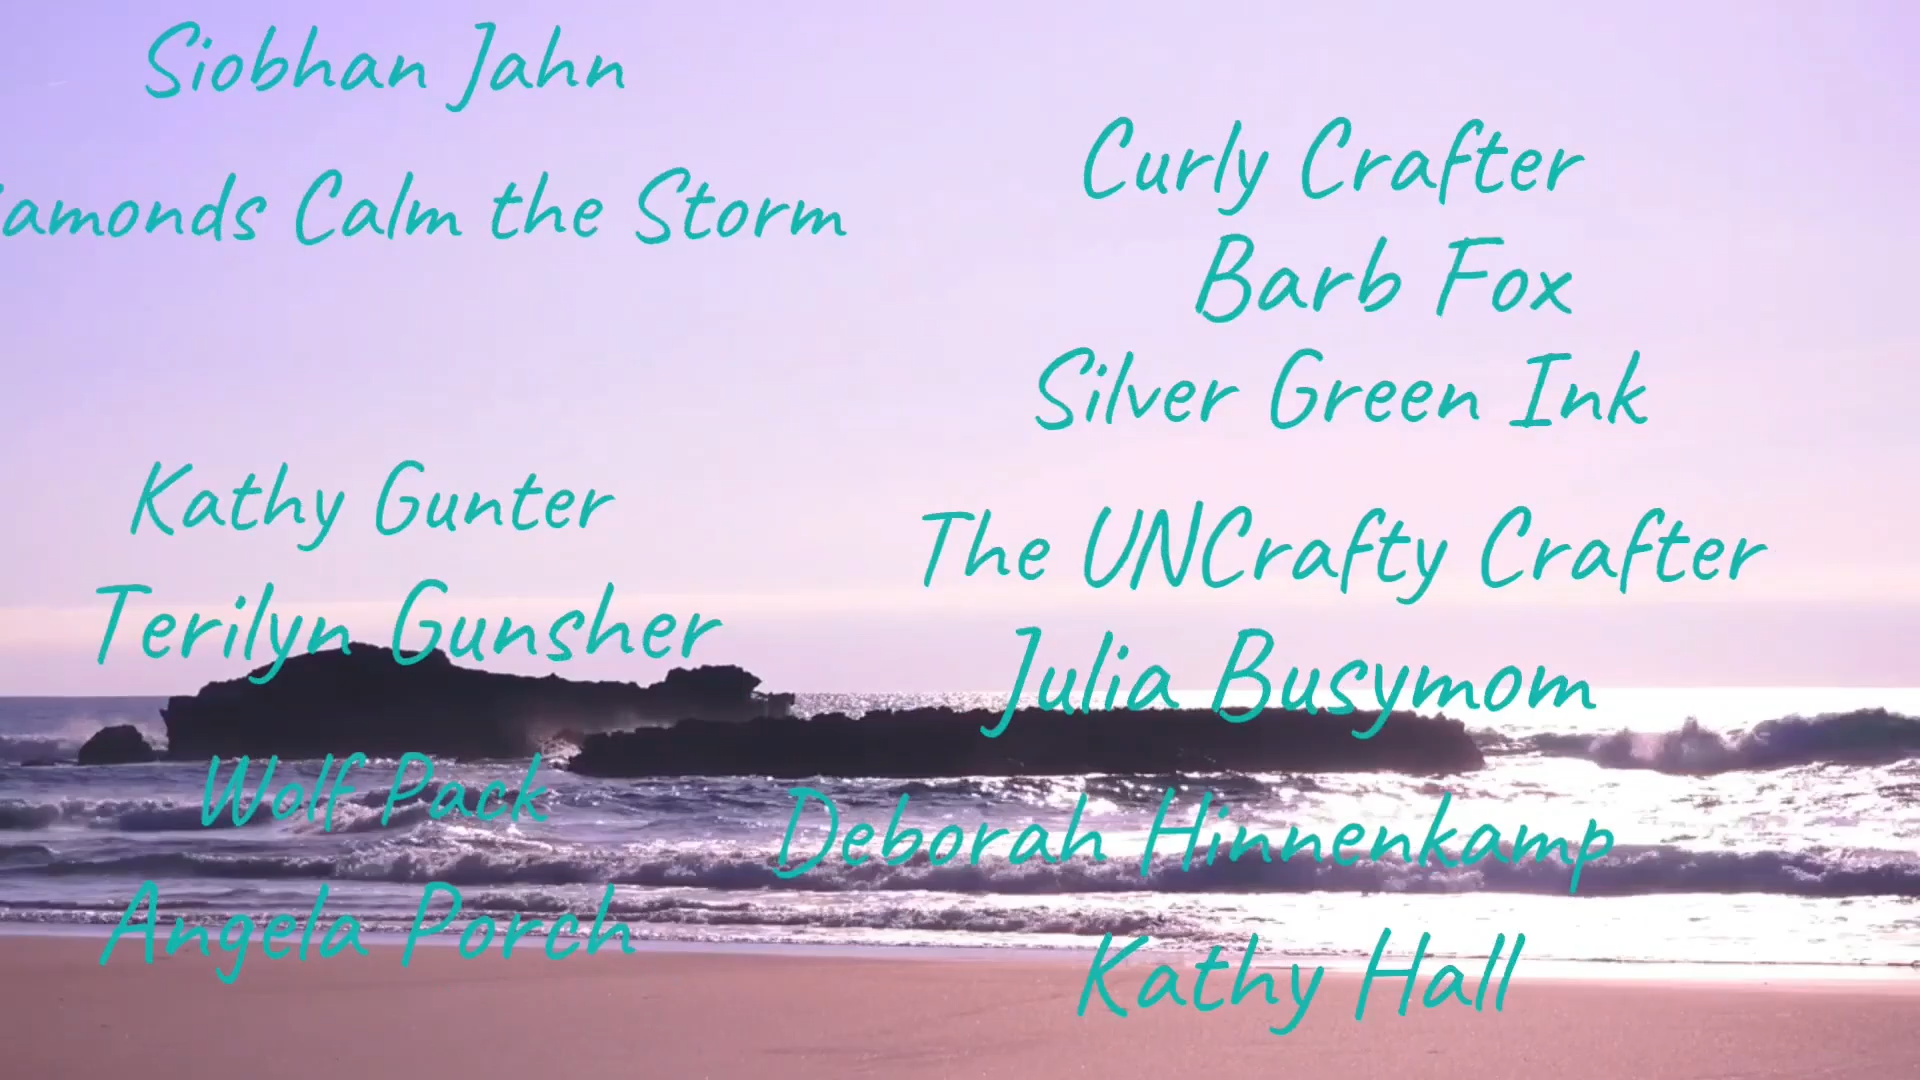 Siobhan Jahn
amonds Calm the Storm
Kathy Gunter
Terilyn Gunsher
Wolf Pack
Angela Porch
Curly Crafter
Barb Fox
Silver Green Ink
The UNCrafty Crafter
Julia Busymom
Deborah Hinnenkamp
Kathy Hall